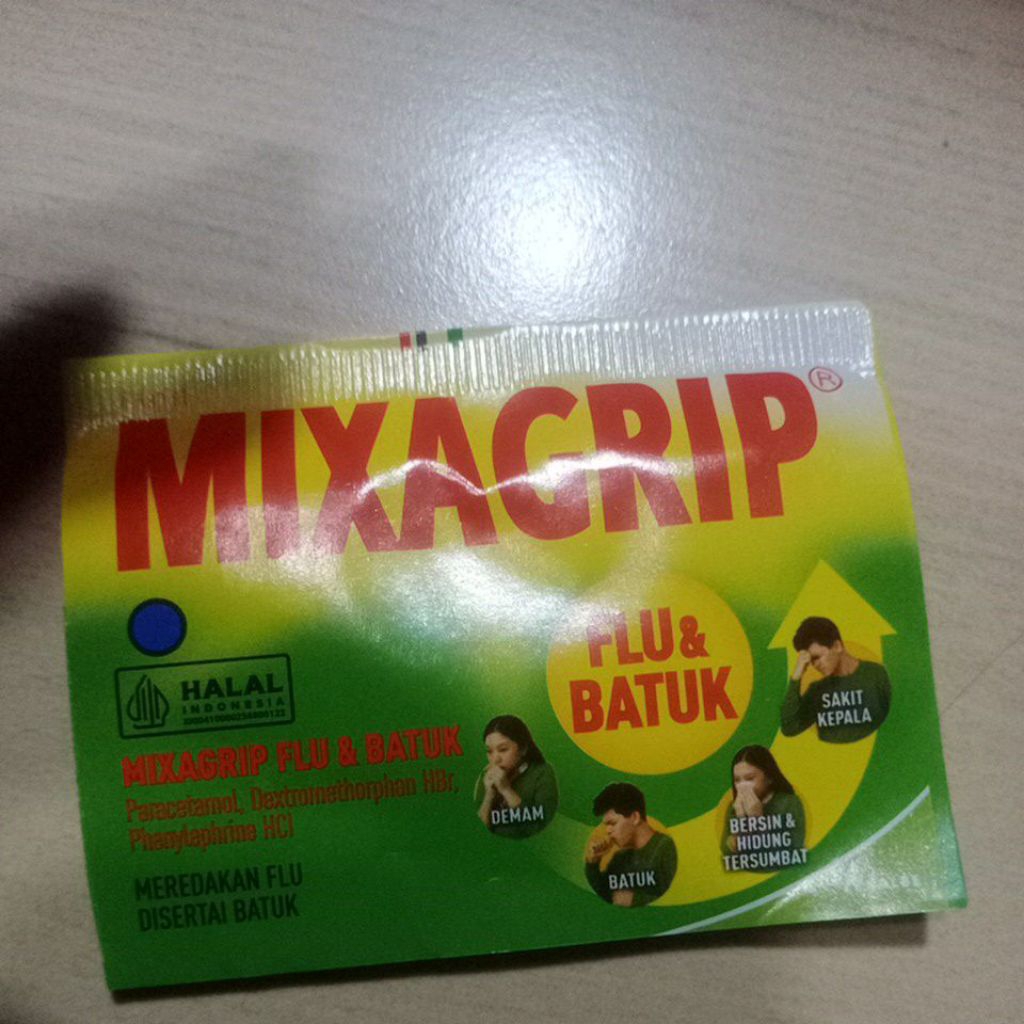 MIXAGRIP®
FLU &
BATUK
HALAL
INDONESIA
MIXAGRIP FLU & BATUK
Paracetamol, Dextromethorphan HBr,
Phenylephrine HCl
MEREDAKAN FLU
DISERTAI BATUK
DEMAM
BATUK
BERSIN &
HIDUNG
TERSUMBAT
SAKIT
KEPALA